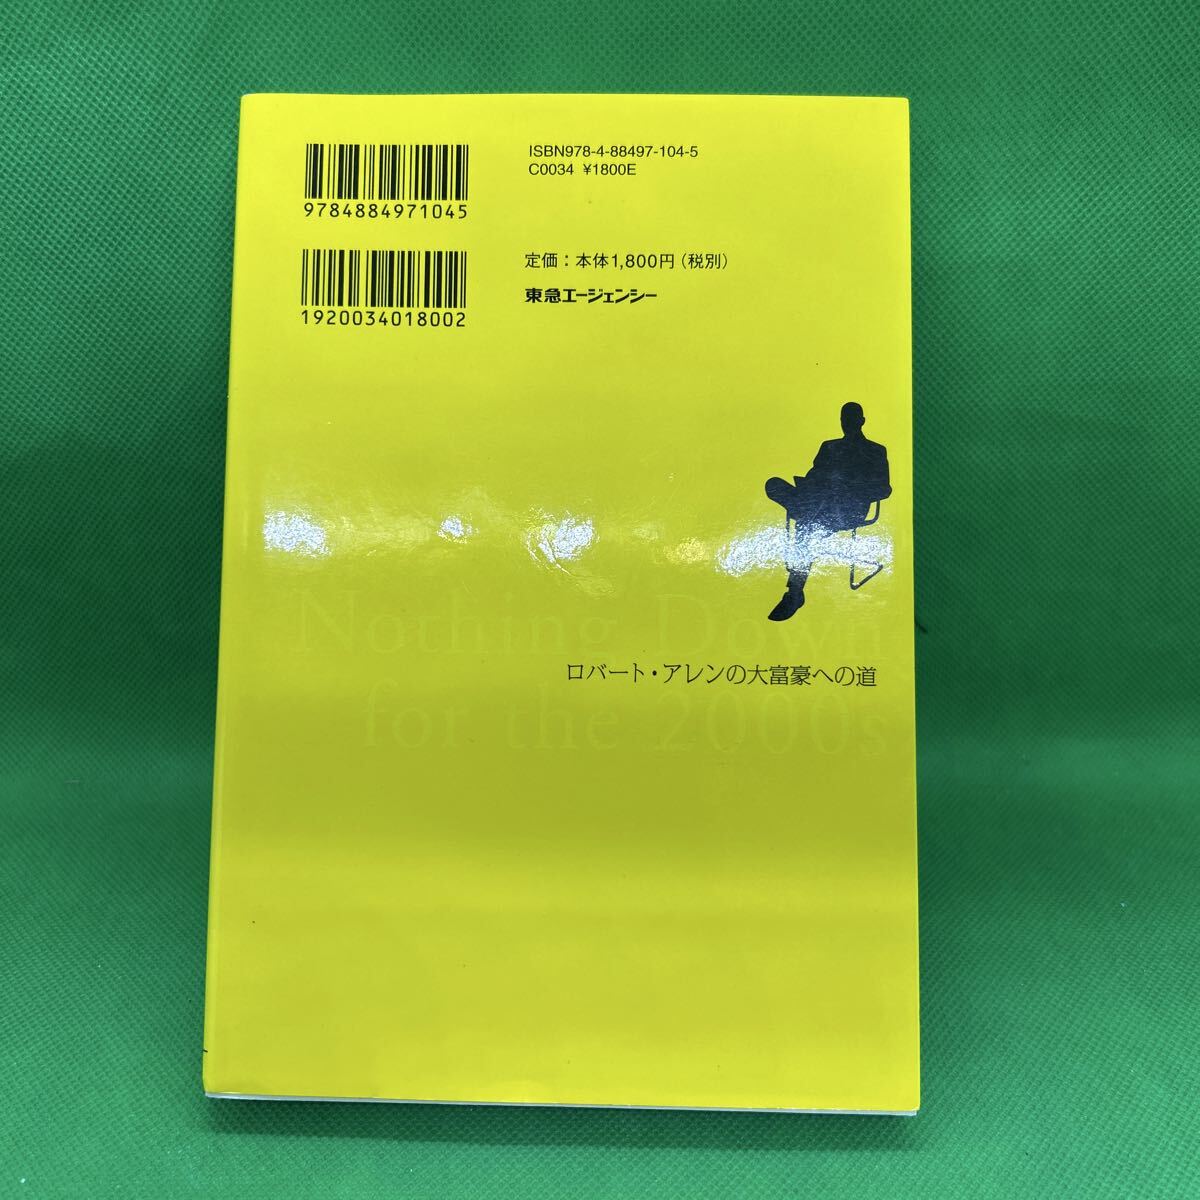 ISBN978-4-88497-104-5
C0034 ¥1800E
9784884971045
定価：本体1,800円（税別）
東急エージェンシー
1920034018002
Nothing Down
ロバート・アレンの大富豪への道
for the 2000s